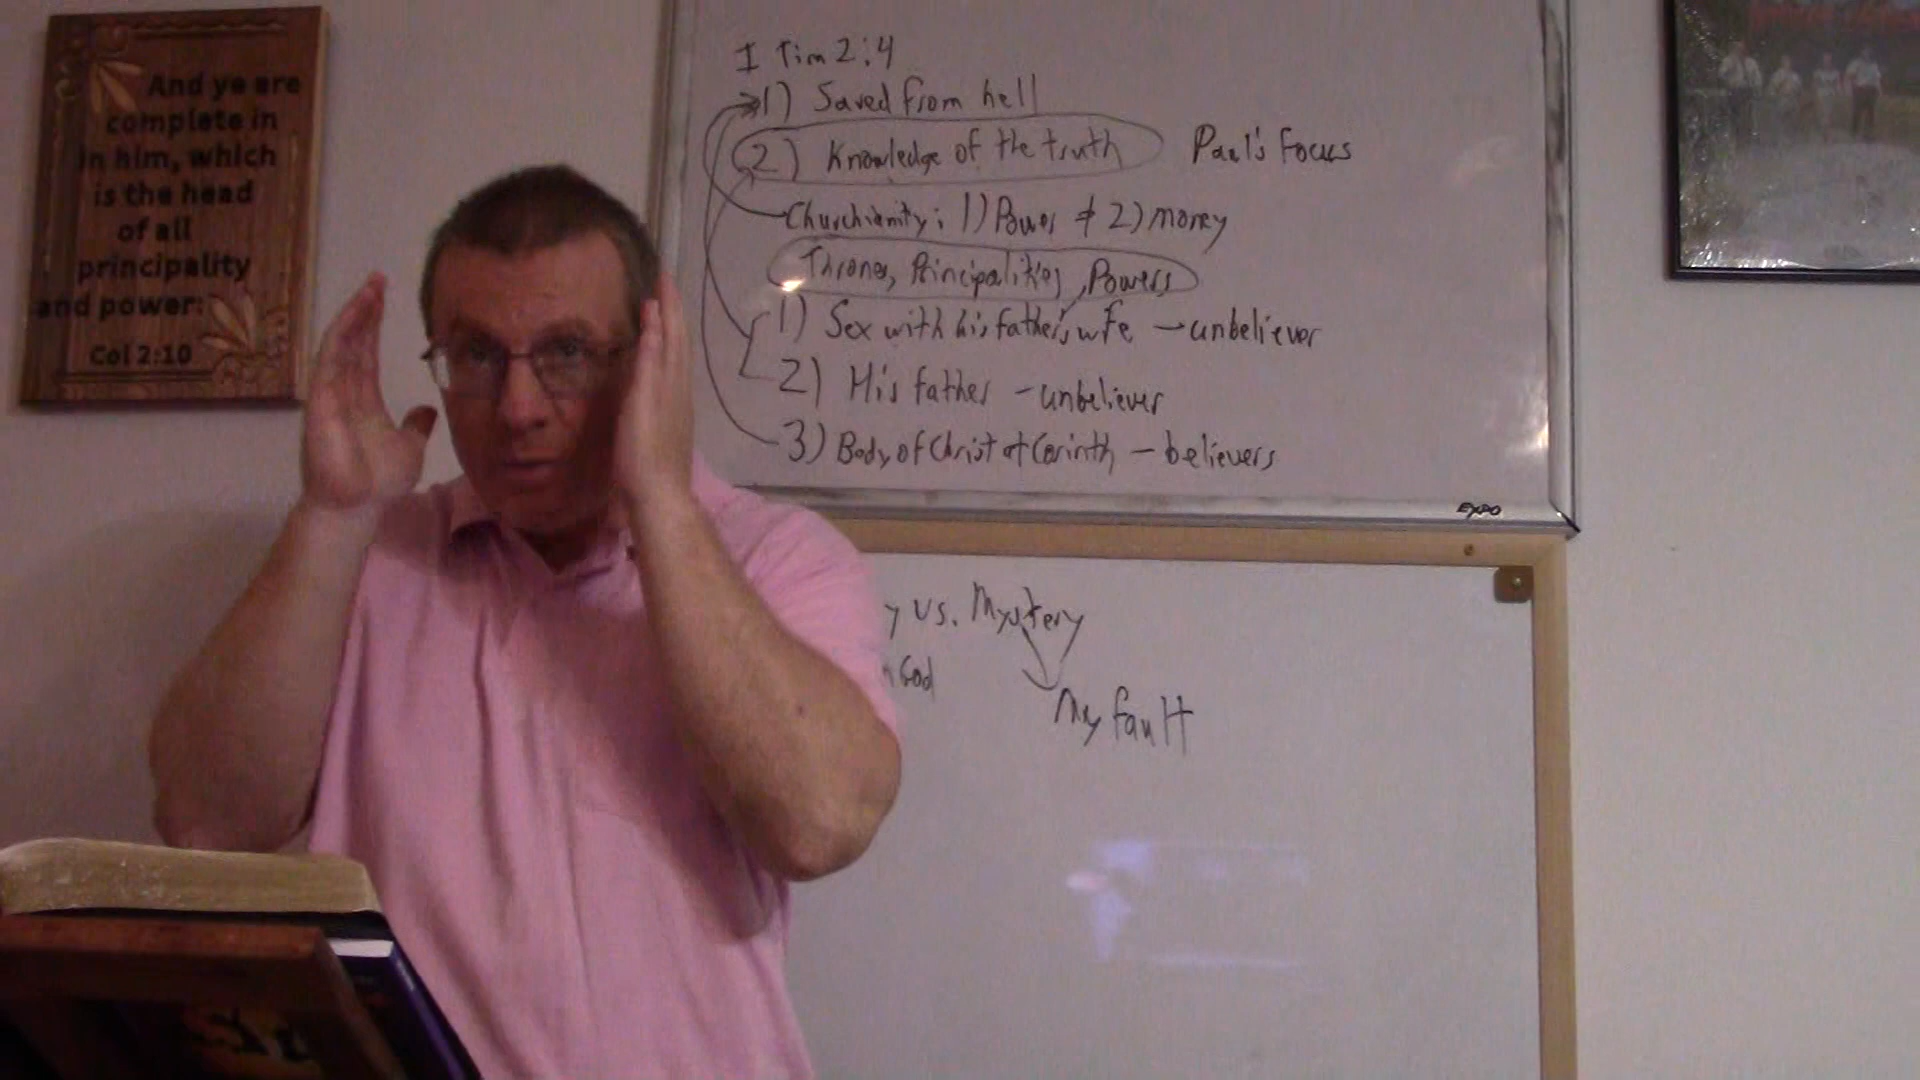 And ye are
complete in
in him, which
is the head
of all
principality
and power:
Col 2:10
I Tim 2:4
1) Saved from hell
2) Knowledge of the truth Paul's Focus
Churchianity: 1) Power + 2) money
Thrones, Principalities, Powers
1) Sex with his father's wife → unbeliever
2) His father - unbeliever
3) Body of Christ at Corinth - believers
EXPO
y vs. Mystery
God
My fault